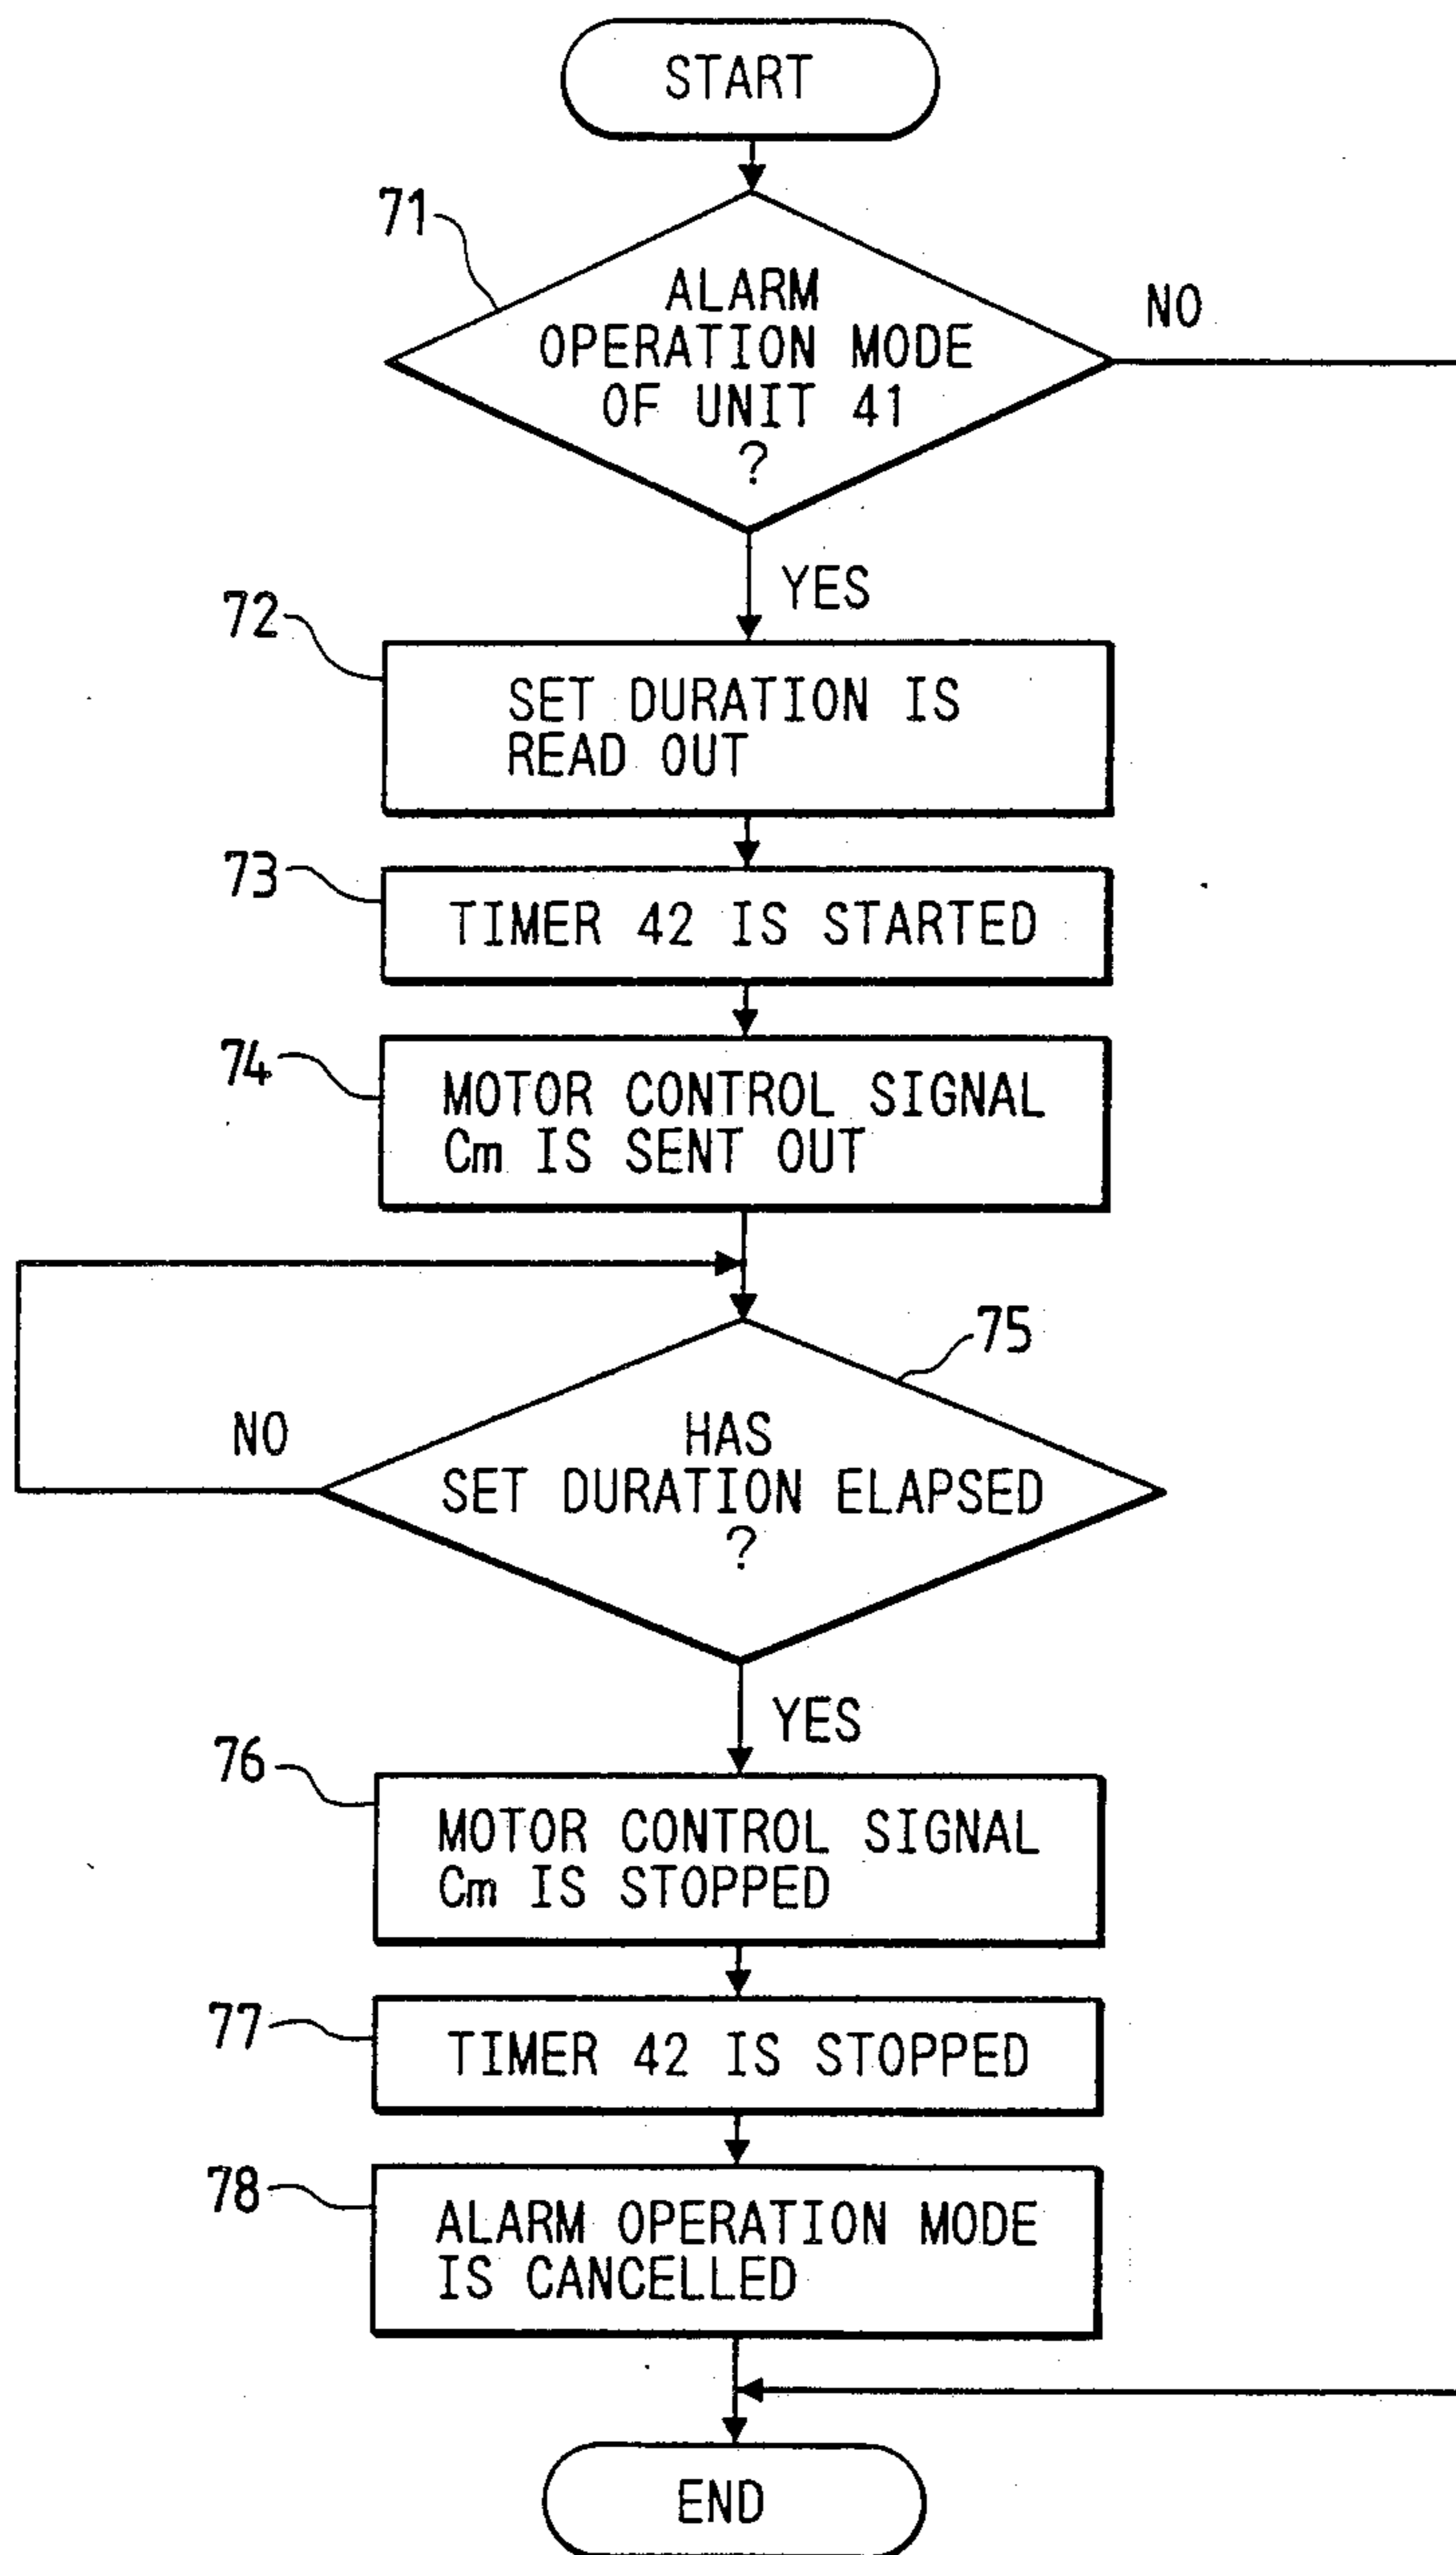 START
71
ALARM
OPERATION MODE
OF UNIT 41
?
NO
YES
72
SET DURATION IS
READ OUT
73
TIMER 42 IS STARTED
74
MOTOR CONTROL SIGNAL
Cm IS SENT OUT
75
HAS
SET DURATION ELAPSED
?
NO
YES
76
MOTOR CONTROL SIGNAL
Cm IS STOPPED
77
TIMER 42 IS STOPPED
78
ALARM OPERATION MODE
IS CANCELLED
END